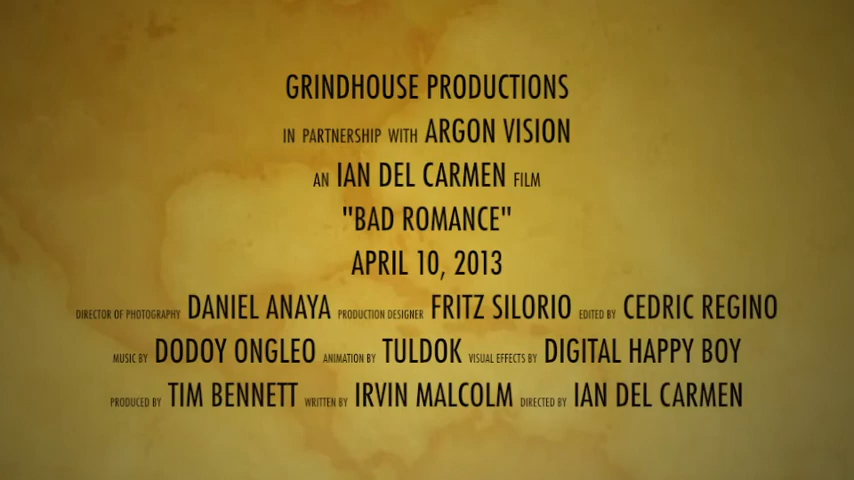 GRINDHOUSE PRODUCTIONS
IN PARTNERSHIP WITH ARGON VISION
AN IAN DEL CARMEN FILM
"BAD ROMANCE"
APRIL 10, 2013
DIRECTOR OF PHOTOGRAPHY DANIEL ANAYA PRODUCTION DESIGNER FRITZ SILORIO EDITED BY CEDRIC REGINO
MUSIC BY DODOY ONGLEO ANIMATION BY TULDOK VISUAL EFFECTS BY DIGITAL HAPPY BOY
PRODUCED BY TIM BENNETT WRITTEN BY IRVIN MALCOLM DIRECTED BY IAN DEL CARMEN